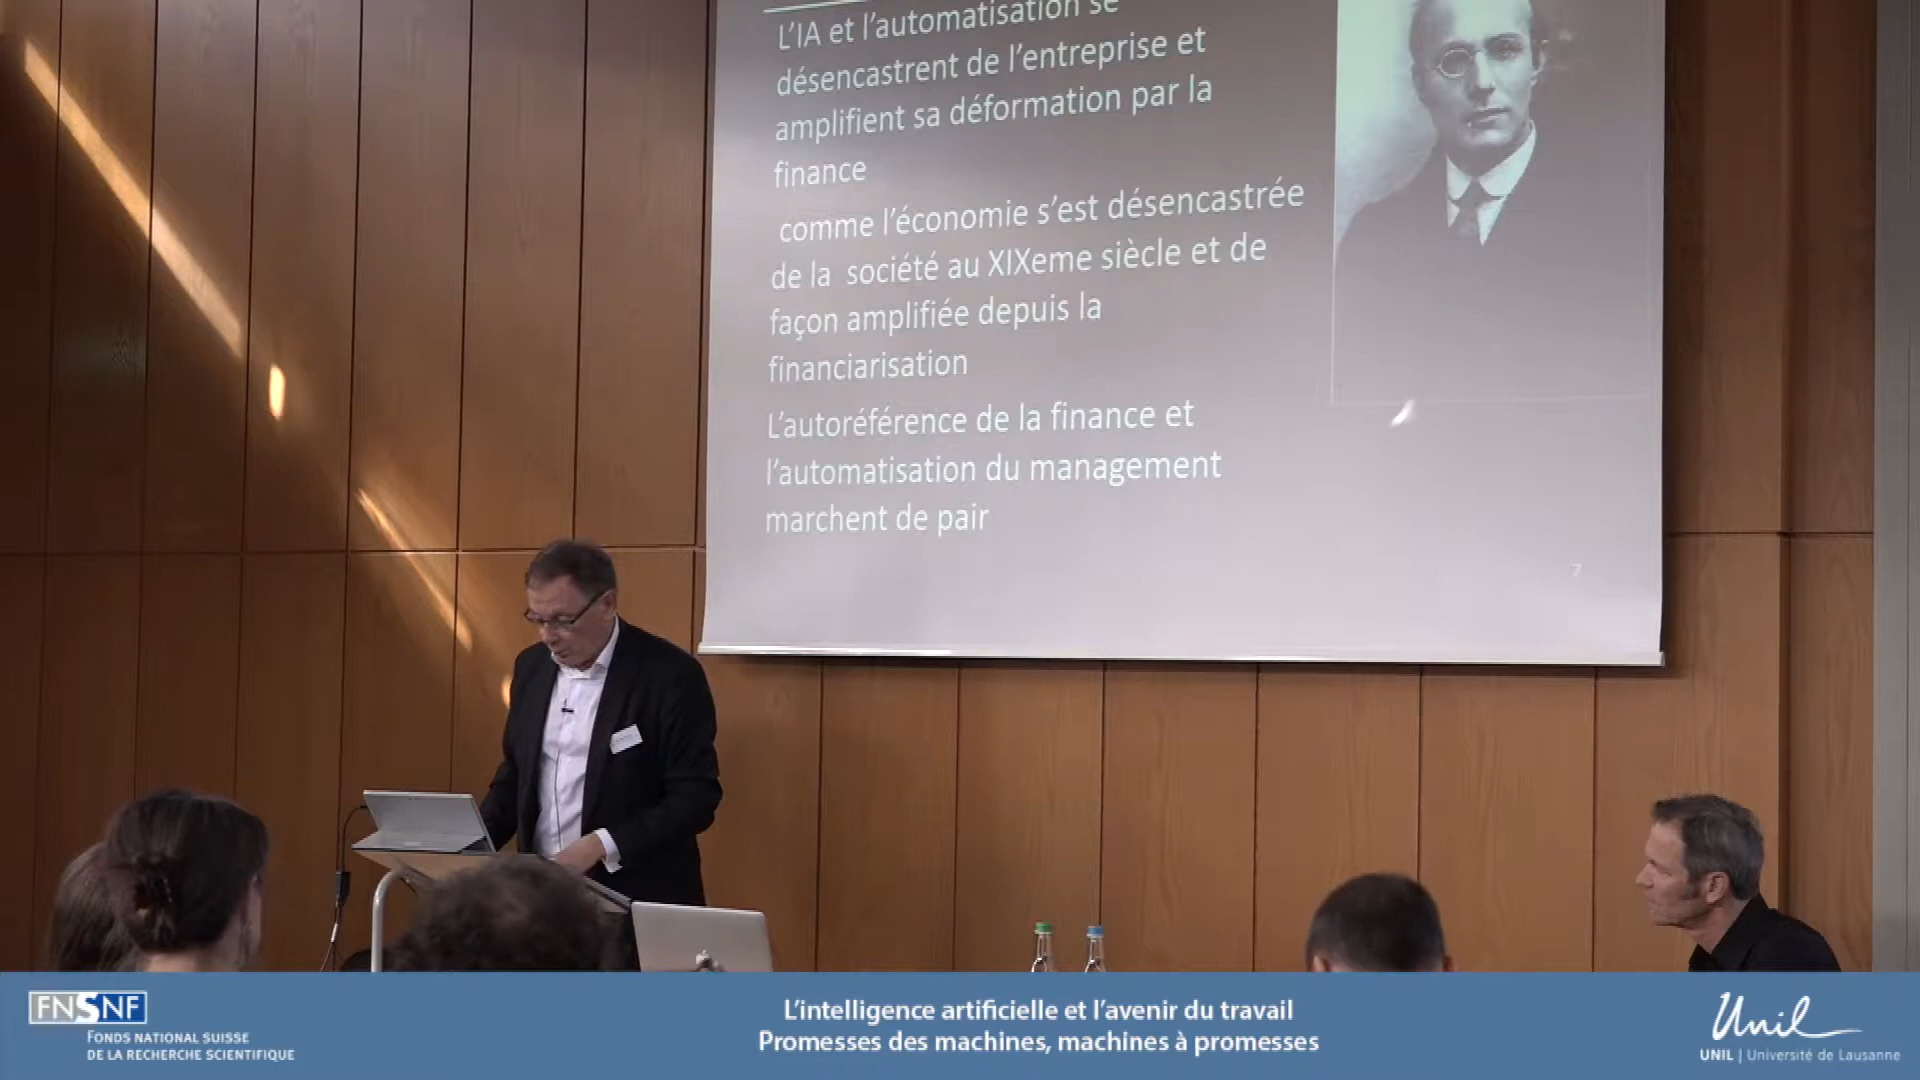 L'IA et l'automatisation se
désencastrent de l'entreprise et
amplifient sa déformation par la
finance
comme l'économie s'est désencastrée
de la société au XIXeme siècle et de
façon amplifiée depuis la
financiarisation
L'autoréférence de la finance et
l'automatisation du management
marchent de pair
7
FNSNF
FONDS NATIONAL SUISSE
DE LA RECHERCHE SCIENTIFIQUE
L'intelligence artificielle et l'avenir du travail
Promesses des machines, machines à promesses
Unil
UNIL | Université de Lausanne